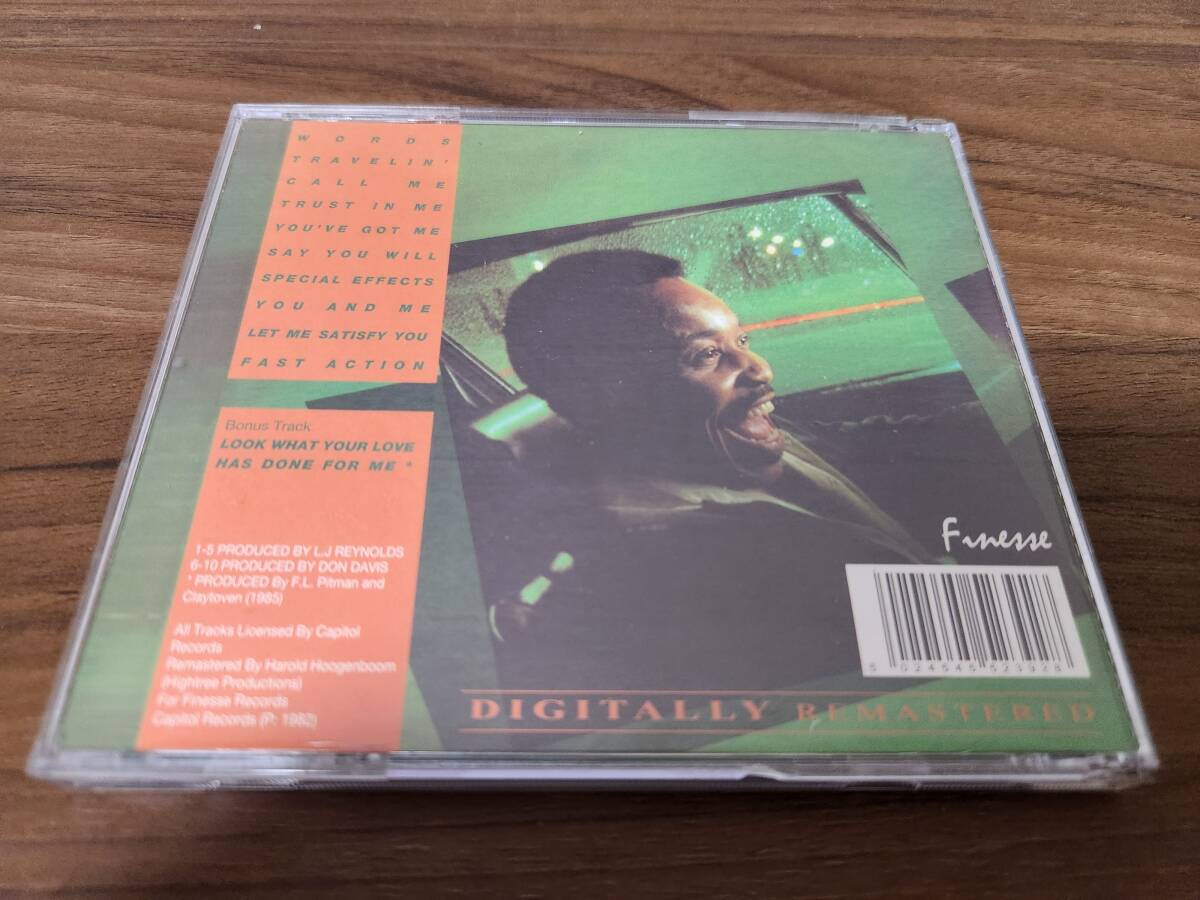 WORDS
TRAVELIN'
CALL ME
TRUST IN ME
YOU'VE GOT ME
SAY YOU WILL
SPECIAL EFFECTS
YOU AND ME
LET ME SATISFY YOU
FAST ACTION
Bonus Track
LOOK WHAT YOUR LOVE
HAS DONE FOR ME *
1-5 PRODUCED BY L.J REYNOLDS
6-10 PRODUCED BY DON DAVIS
* PRODUCED By F.L. Pitman and
Claytoven (1985)
All Tracks Licensed By Capitol
Records
Remastered By Harold Hoogenboom
(Hightree Productions)
For Finesse Records
Capitol Records (P: 1982)
Finesse
5 024545 523928
DIGITALLY REMASTERED